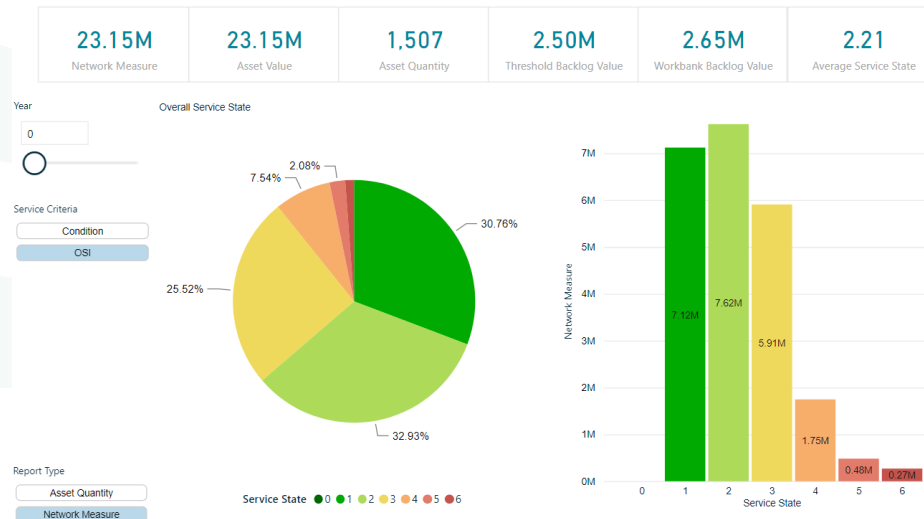 23.15M 23.15M 1,507 2.50M 2.65M 2.21
Network Measure Asset Value Asset Quantity Threshold Backlog Value Workbank Backlog Value Average Service State
Year
0
Service Criteria
Condition
OSI
Report Type
Asset Quantity
Network Measure
Overall Service State
2.08%
7.54%
30.76%
25.52%
32.93%
Service State 0 1 2 3 4 5 6
7M
6M
5M
4M
3M
2M
1M
0M
Network Measure
7.12M
7.62M
5.91M
1.75M
0.48M
0.27M
0 1 2 3 4 5 6
Service State